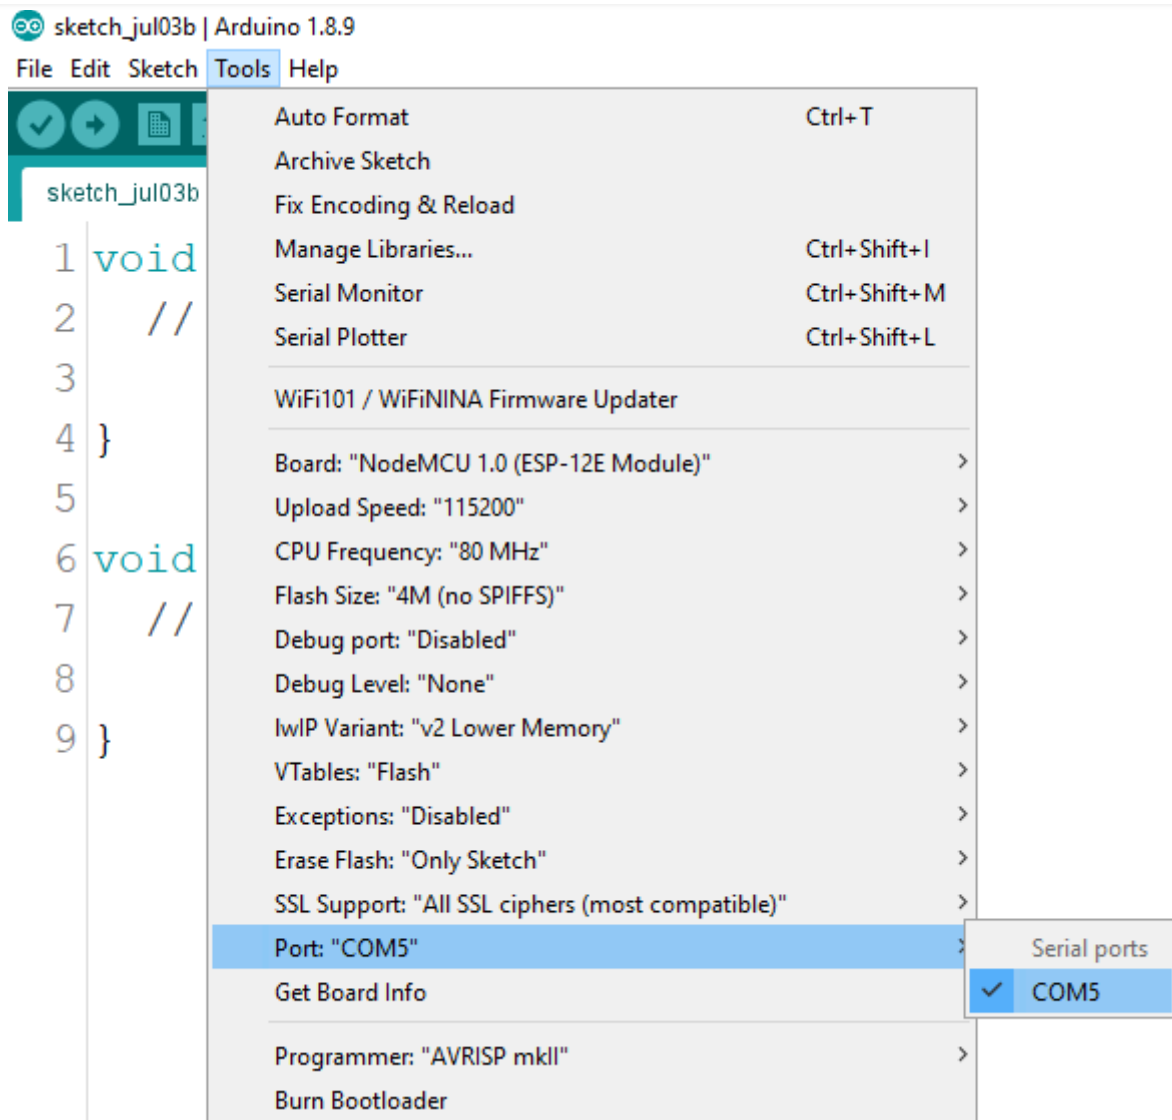 sketch_jul03b | Arduino 1.8.9
File Edit Sketch Tools Help
sketch_jul03b
1 void
2 //
3
4 }
5
6 void
7 //
8
9 }
Auto Format Ctrl+T
Archive Sketch
Fix Encoding & Reload
Manage Libraries... Ctrl+Shift+I
Serial Monitor Ctrl+Shift+M
Serial Plotter Ctrl+Shift+L
WiFi101 / WiFiNINA Firmware Updater
Board: "NodeMCU 1.0 (ESP-12E Module)"
Upload Speed: "115200"
CPU Frequency: "80 MHz"
Flash Size: "4M (no SPIFFS)"
Debug port: "Disabled"
Debug Level: "None"
lwIP Variant: "v2 Lower Memory"
VTables: "Flash"
Exceptions: "Disabled"
Erase Flash: "Only Sketch"
SSL Support: "All SSL ciphers (most compatible)"
Port: "COM5"
Serial ports
COM5
Get Board Info
Programmer: "AVRISP mkII"
Burn Bootloader